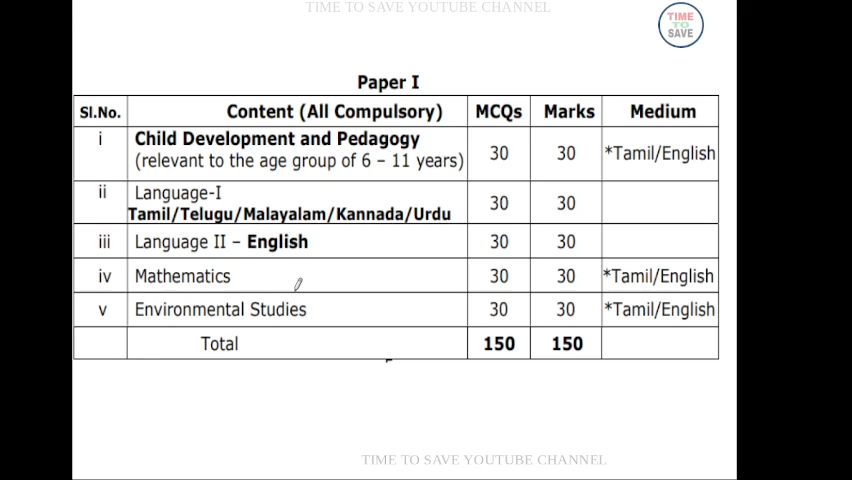 TIME TO SAVE YOUTUBE CHANNEL
TIME
TO
SAVE
Paper I
Sl.No. Content (All Compulsory) MCQs Marks Medium
i Child Development and Pedagogy
(relevant to the age group of 6 – 11 years) 30 30 *Tamil/English
ii Language-I
Tamil/Telugu/Malayalam/Kannada/Urdu 30 30
iii Language II – English 30 30
iv Mathematics 30 30 *Tamil/English
v Environmental Studies 30 30 *Tamil/English
Total 150 150
TIME TO SAVE YOUTUBE CHANNEL